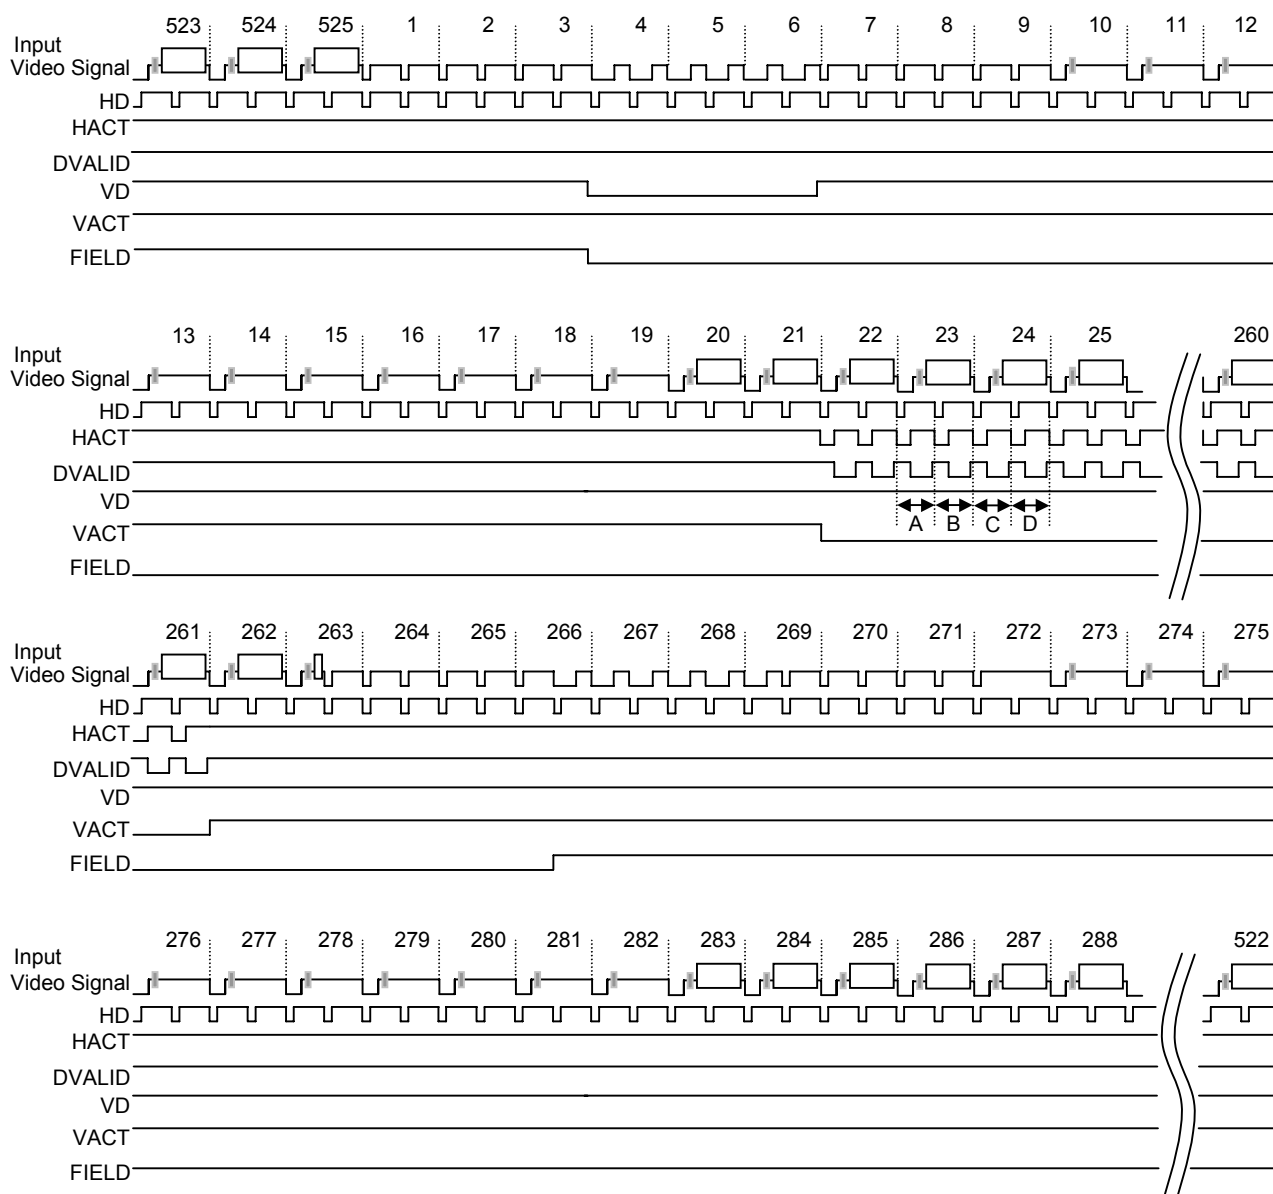 523 524 525 1 2 3 4 5 6 7 8 9 10 11 12
Input
Video Signal
HD
HACT
DVALID
VD
VACT
FIELD
13 14 15 16 17 18 19 20 21 22 23 24 25 260
Input
Video Signal
HD
HACT
DVALID
VD
A B C D
VACT
FIELD
261 262 263 264 265 266 267 268 269 270 271 272 273 274 275
Input
Video Signal
HD
HACT
DVALID
VD
VACT
FIELD
276 277 278 279 280 281 282 283 284 285 286 287 288 522
Input
Video Signal
HD
HACT
DVALID
VD
VACT
FIELD